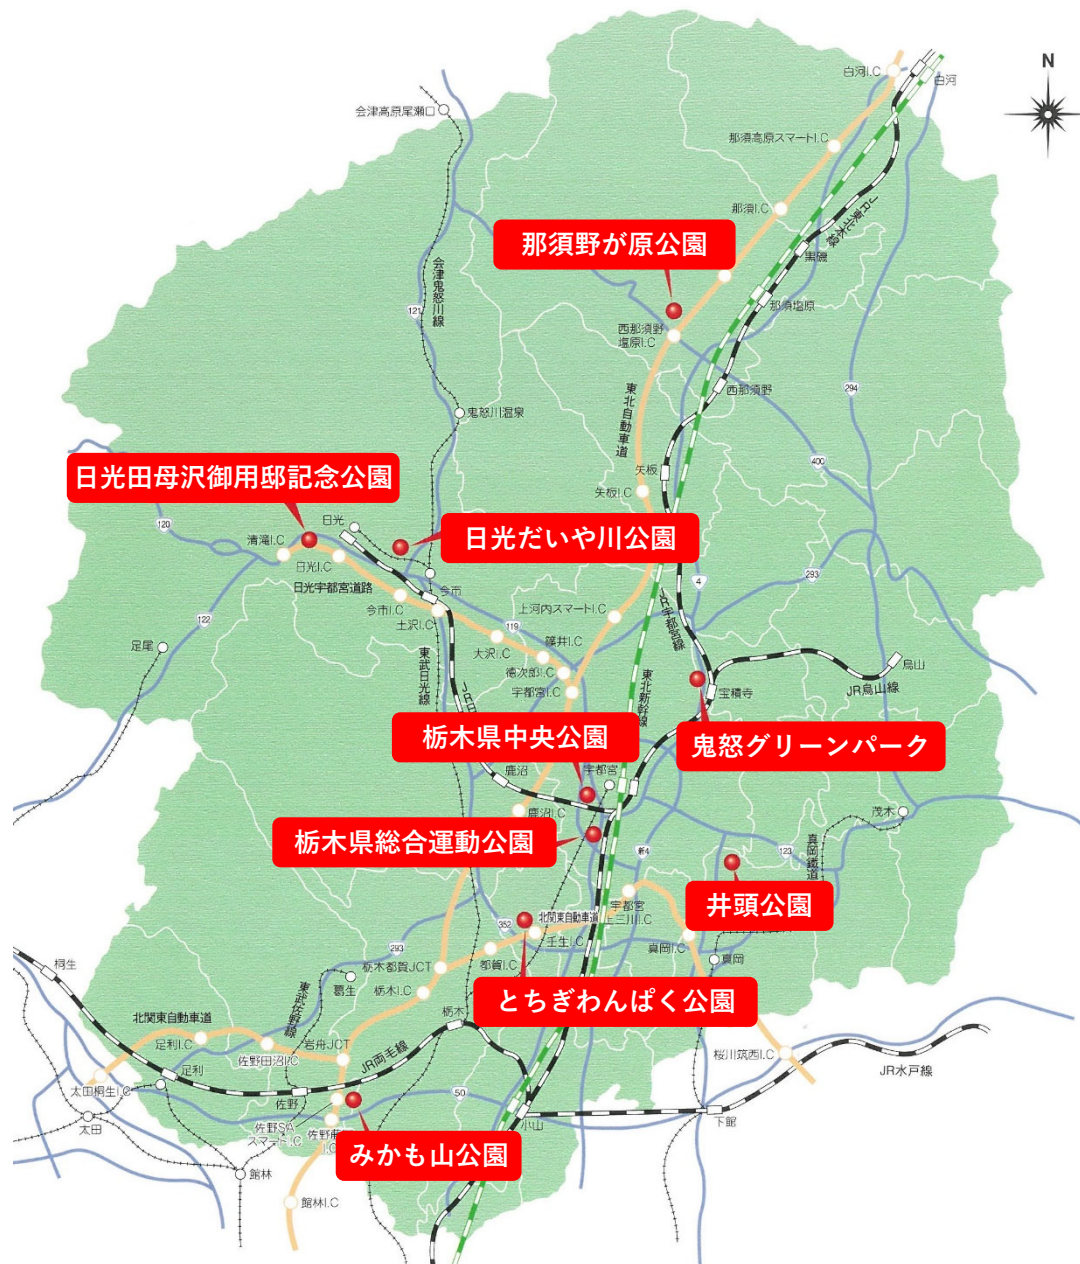 N
白河I.C
白河
会津高原尾瀬口
那須高原スマートI.C
那須I.C
JR東北本線
那須野が原公園
黒磯
会津鬼怒川線
那須塩原
121
西那須野
塩原I.C
西那須野
294
東北自動車道
鬼怒川温泉
400
矢板
矢板I.C
日光田母沢御用邸記念公園
120
日光
清滝I.C
日光I.C
日光だいや川公園
日光宇都宮道路
今市
今市I.C
土沢I.C
4
293
JR宇都宮線
上河内スマートI.C
122
119
足尾
大沢I.C
篠井I.C
徳次郎I.C
宇都宮I.C
東武日光線
東北新幹線
宝積寺
烏山
JR烏山線
JR日
栃木県中央公園
鬼怒グリーンパーク
鹿沼
宇都宮
鹿沼I.C
茂木
栃木県総合運動公園
新4
123
真岡鐵道
井頭公園
宇都宮
上三川I.C
352
北関東自動車道
壬生I.C
真岡I.C
真岡
293
都賀I.C
栃木都賀JCT
栃木I.C
とちぎわんぱく公園
桐生
葛生
東武佐野線
栃木
北関東自動車道
足利I.C
佐野田沼I.C
岩舟JCT
JR両毛線
桜川筑西I.C
JR水戸線
足利
太田桐生I.C
佐野
50
太田
佐野SA
スマートI.C
佐野藤
I.C
小山
下館
みかも山公園
館林
館林I.C